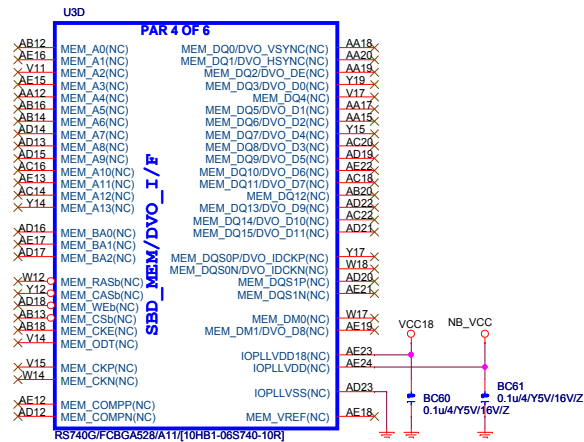 U3D
PAR 4 OF 6
AB12 MEM_A0(NC) MEM_DQ0/DVO_VSYNC(NC) AA18
AE16 MEM_A1(NC) MEM_DQ1/DVO_HSYNC(NC) AA20
V11 MEM_A2(NC) MEM_DQ2/DVO_DE(NC) AA19
AE15 MEM_A3(NC) MEM_DQ3/DVO_D0(NC) Y19
AA12 MEM_A4(NC) MEM_DQ4(NC) V17
AB16 MEM_A5(NC) MEM_DQ5/DVO_D1(NC) AA17
AB14 MEM_A6(NC) MEM_DQ6/DVO_D2(NC) AA15
AD14 MEM_A7(NC) MEM_DQ7/DVO_D4(NC) Y15
AD13 MEM_A8(NC) MEM_DQ8/DVO_D3(NC) AC20
AD15 MEM_A9(NC) MEM_DQ9/DVO_D5(NC) AD19
AC16 MEM_A10(NC) MEM_DQ10/DVO_D6(NC) AE22
AE13 MEM_A11(NC) MEM_DQ11/DVO_D7(NC) AC18
AC14 MEM_A12(NC) MEM_DQ12(NC) AB20
Y14 MEM_A13(NC) MEM_DQ13/DVO_D9(NC) AD22
MEM_DQ14/DVO_D10(NC) AC22
AD16 MEM_BA0(NC) MEM_DQ15/DVO_D11(NC) AD21
AE17 MEM_BA1(NC)
AD17 MEM_BA2(NC) MEM_DQS0P/DVO_IDCKP(NC) Y17
MEM_DQS0N/DVO_IDCKN(NC) W18
W12 MEM_RASb(NC) MEM_DQS1P(NC) AD20
Y12 MEM_CASb(NC) MEM_DQS1N(NC) AE21
AD18 MEM_WEb(NC)
AB13 MEM_CSb(NC) MEM_DM0(NC) W17
AB18 MEM_CKE(NC) MEM_DM1/DVO_D8(NC) AE19
V14 MEM_ODT(NC)
SBD_MEM/DVO_I/F
VCC18 NB_VCC
IOPLLVDD18(NC) AE23
V15 MEM_CKP(NC) IOPLLVDD(NC) AE24
W14 MEM_CKN(NC)
IOPLLVSS(NC) AD23
AE12 MEM_COMPP(NC)
AD12 MEM_COMPN(NC) MEM_VREF(NC) AE18
BC60
0.1u/4/Y5V/16V/Z
BC61
0.1u/4/Y5V/16V/Z
RS740G/FCBGA528/A11/[10HB1-06S740-10R]